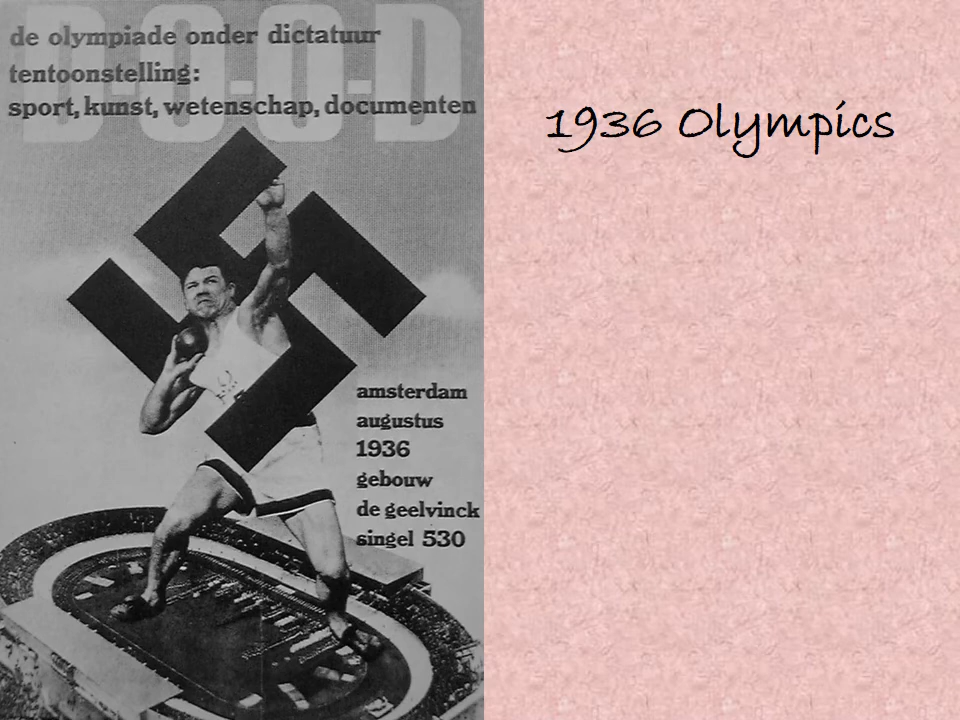 D-O-O-D
de olympiade onder dictatuur
tentoonstelling:
sport, kunst, wetenschap, documenten
amsterdam
augustus
1936
gebouw
de geelvinck
singel 530
1936 Olympics